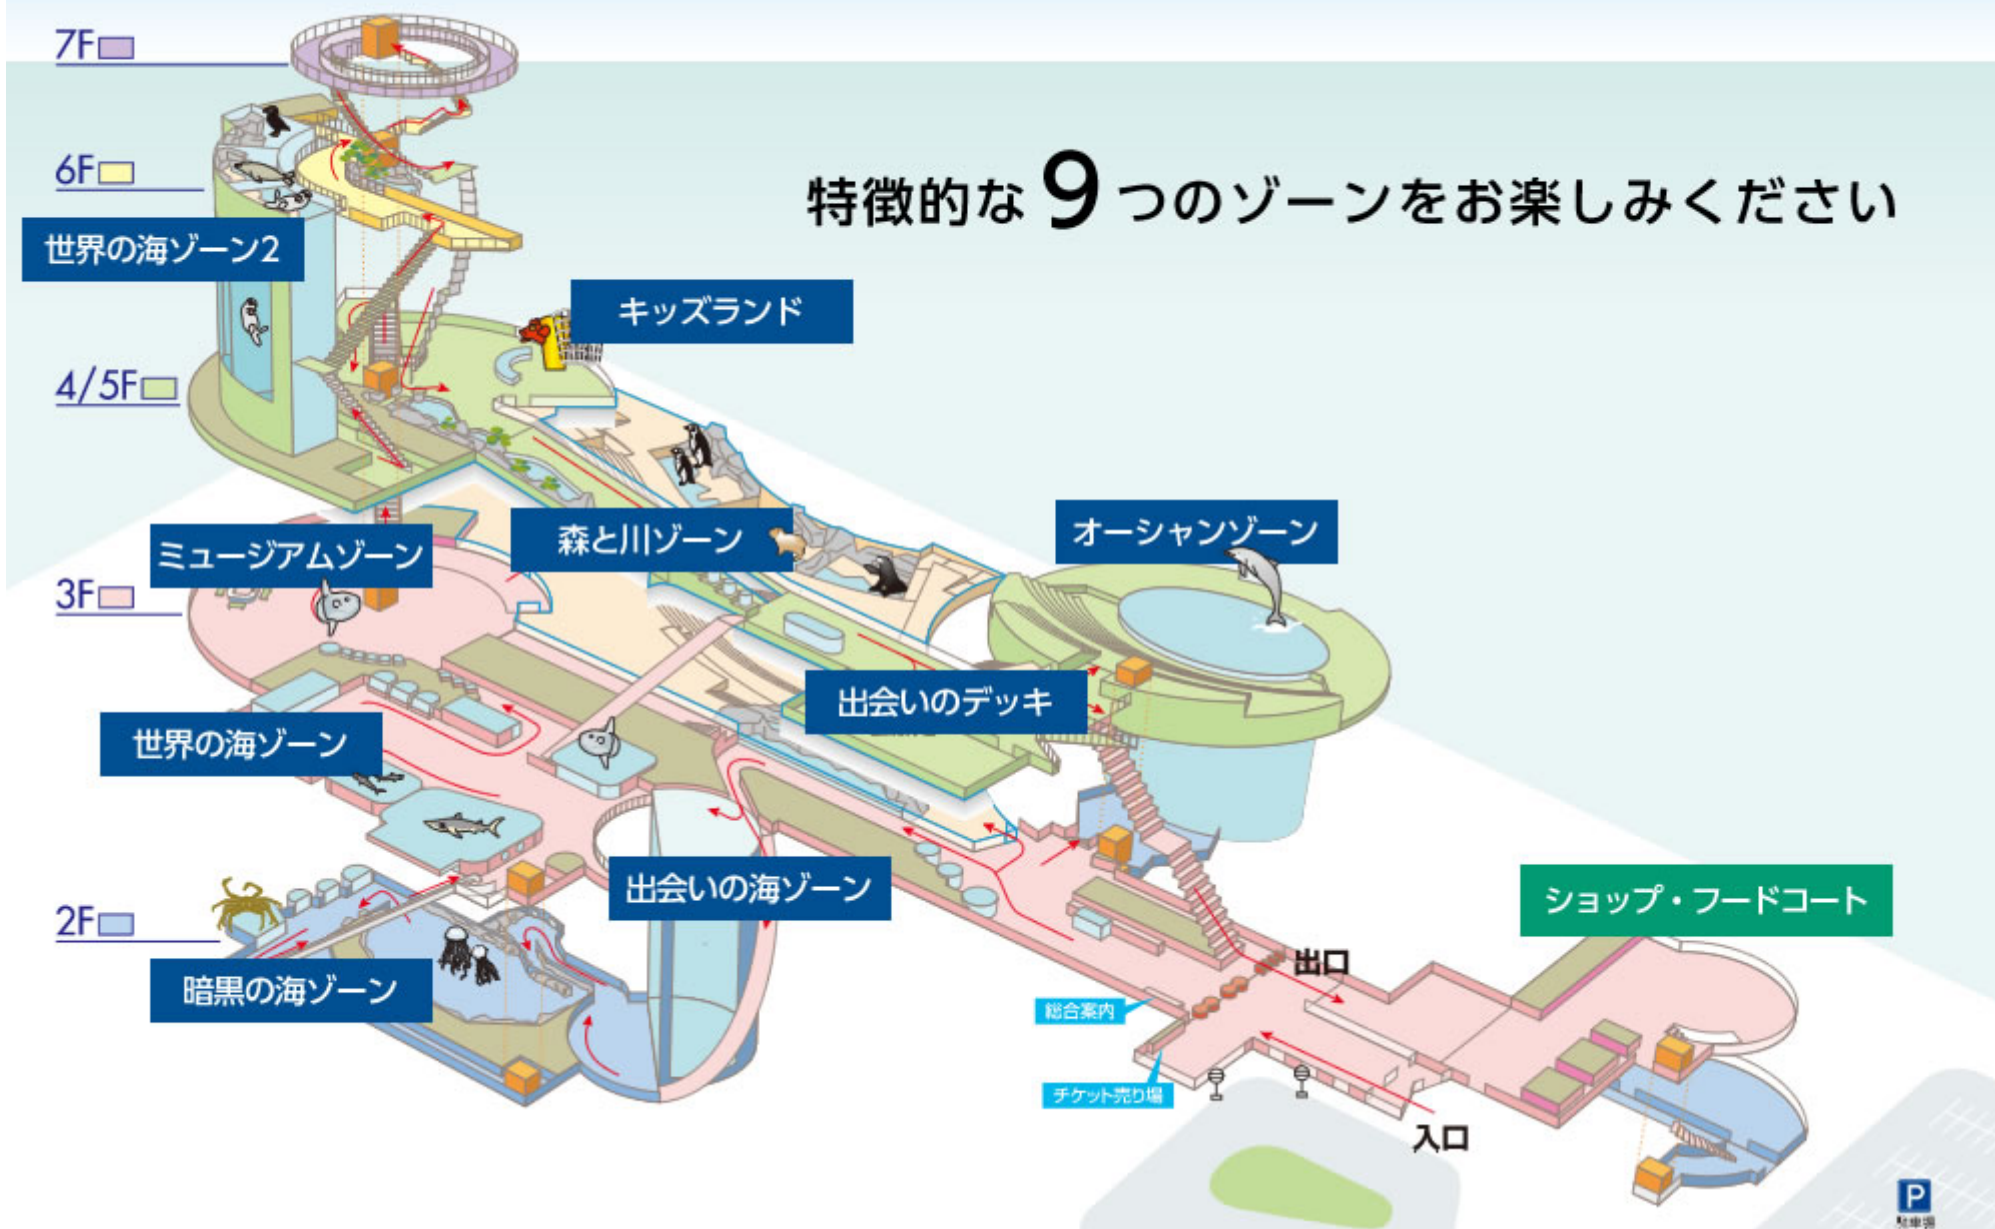 7F
6F
特徴的な9つのゾーンをお楽しみください
世界の海ゾーン2
キッズランド
4/5F
ミュージアムゾーン
森と川ゾーン
オーシャンゾーン
3F
出会いのデッキ
世界の海ゾーン
出会いの海ゾーン
ショップ・フードコート
2F
暗黒の海ゾーン
出口
総合案内
チケット売り場
入口
P
駐車場